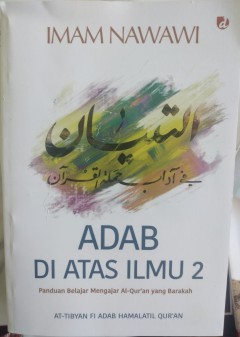 IMAM NAWAWI
التبيان
في آداب حملة القرآن
ADAB
DI ATAS ILMU 2
Panduan Belajar Mengajar Al-Qur'an yang Barakah
AT-TIBYAN FI ADAB HAMALATIL QUR'AN